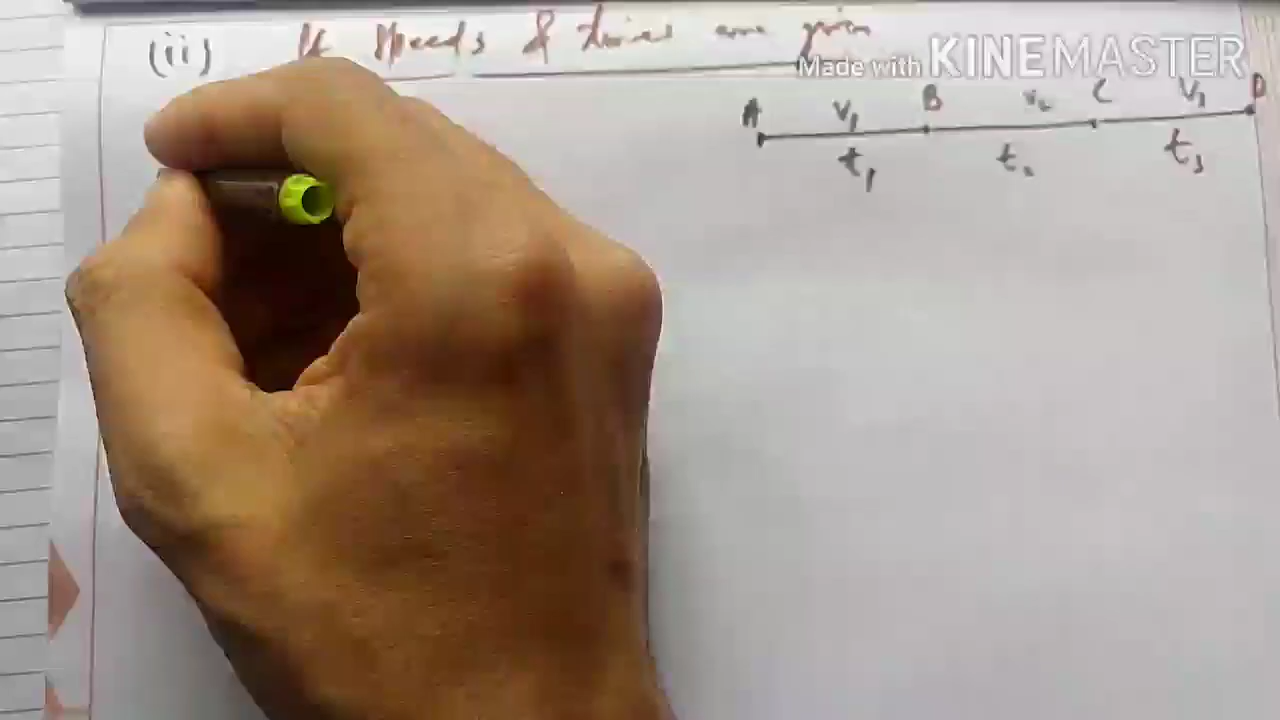 (ii) If speeds & times are given
Made with KINEMASTER
A V₁ B V₂ C V₃ D
t₁ t₂ t₃